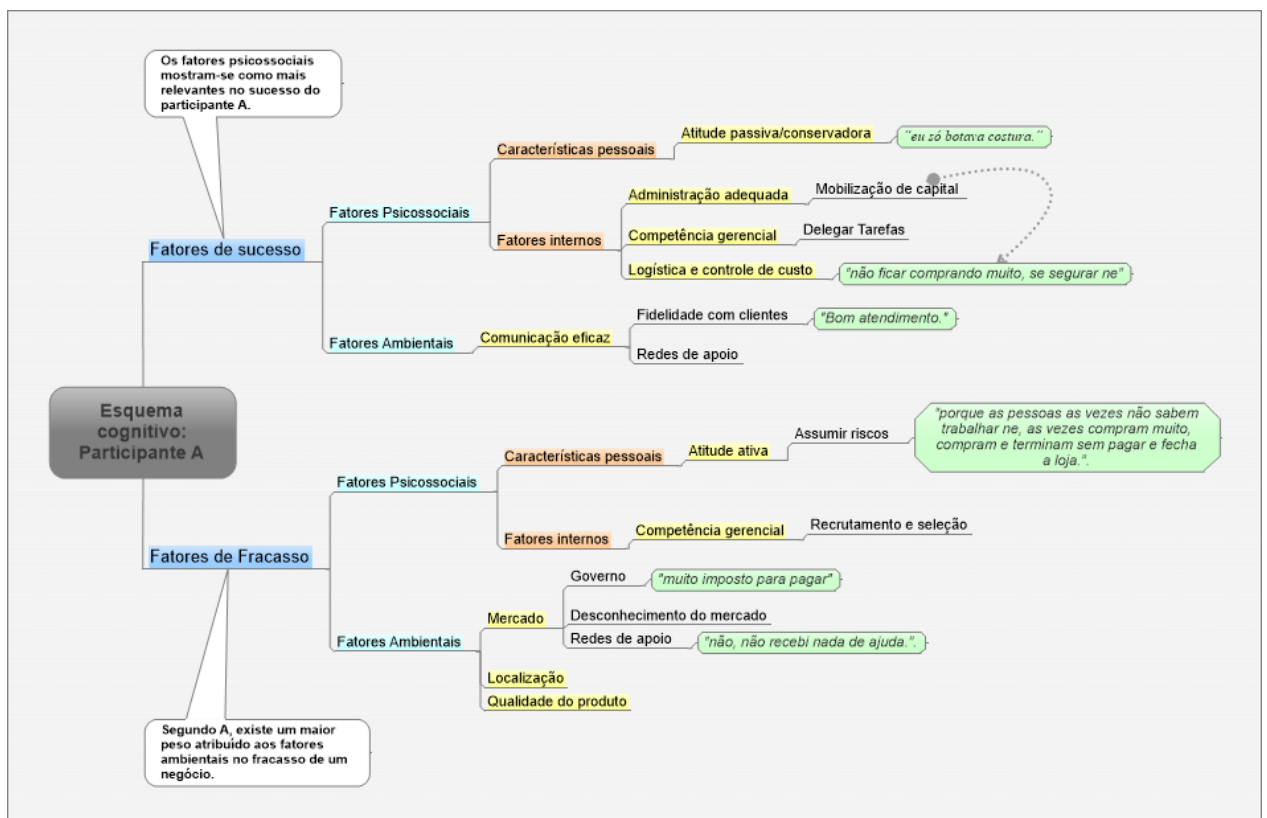 Os fatores psicossociais
mostram-se como mais
relevantes no sucesso do
participante A.
Atitude passiva/conservadora
"eu só botava costura."
Características pessoais
Administração adequada
Mobilização de capital
Fatores Psicossociais
Competência gerencial
Delegar Tarefas
Fatores internos
Fatores de sucesso
Logística e controle de custo
"não ficar comprando muito, se segurar ne"
Fidelidade com clientes
"Bom atendimento."
Fatores Ambientais
Comunicação eficaz
Redes de apoio
Esquema
cognitivo:
Participante A
"porque as pessoas as vezes não sabem
trabalhar ne, as vezes compram muito,
compram e terminam sem pagar e fecha
a loja.".
Assumir riscos
Atitude ativa
Características pessoais
Fatores Psicossociais
Recrutamento e seleção
Competência gerencial
Fatores internos
Fatores de Fracasso
Governo
"muito imposto para pagar"
Mercado
Desconhecimento do mercado
Redes de apoio
"não, não recebi nada de ajuda.".
Fatores Ambientais
Localização
Qualidade do produto
Segundo A, existe um maior
peso atribuído aos fatores
ambientais no fracasso de um
negócio.